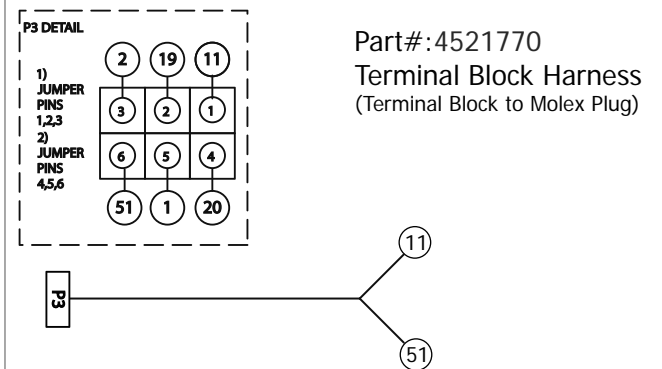 P3 DETAIL
1)
JUMPER
PINS
1,2,3
2)
JUMPER
PINS
4,5,6
2 19 11
3 2 1
6 5 4
51 1 20
Part#:4521770
Terminal Block Harness
(Terminal Block to Molex Plug)
11
P3
51